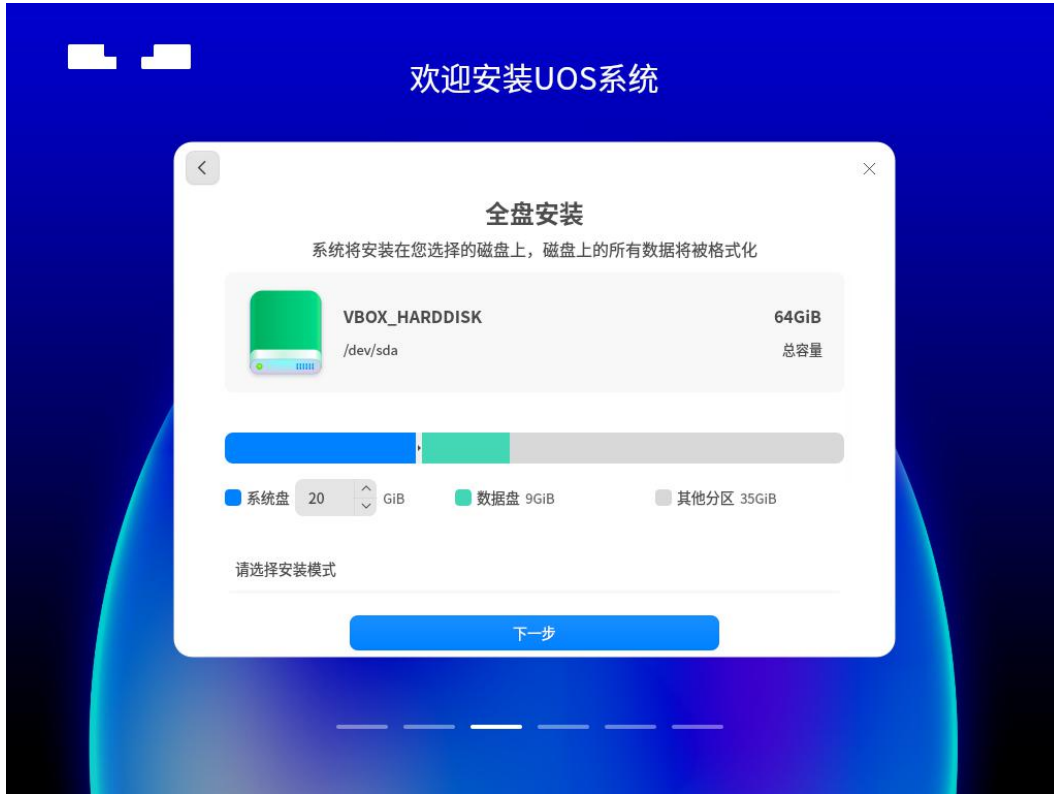 欢迎安装UOS系统
全盘安装
系统将安装在您选择的磁盘上，磁盘上的所有数据将被格式化
VBOX_HARDDISK 64GiB
/dev/sda 总容量
系统盘 20 GiB 数据盘 9GiB 其他分区 35GiB
请选择安装模式
下一步